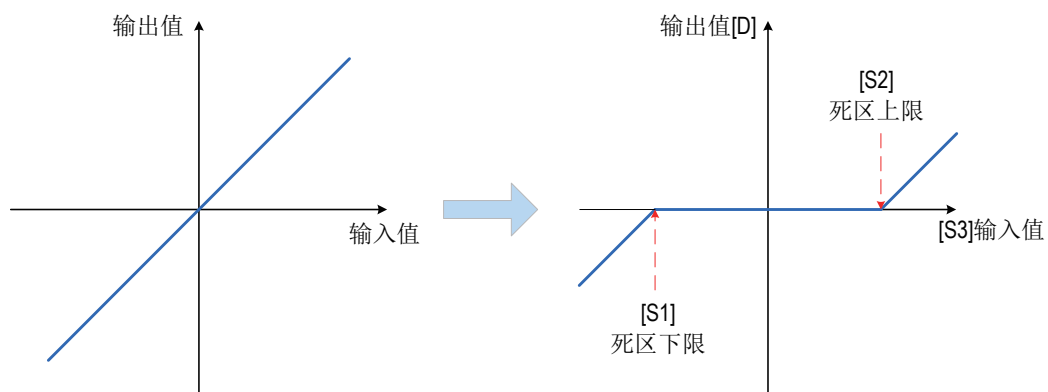 输出值
输入值
输出值[D]
[S2]
死区上限
[S3]输入值
[S1]
死区下限